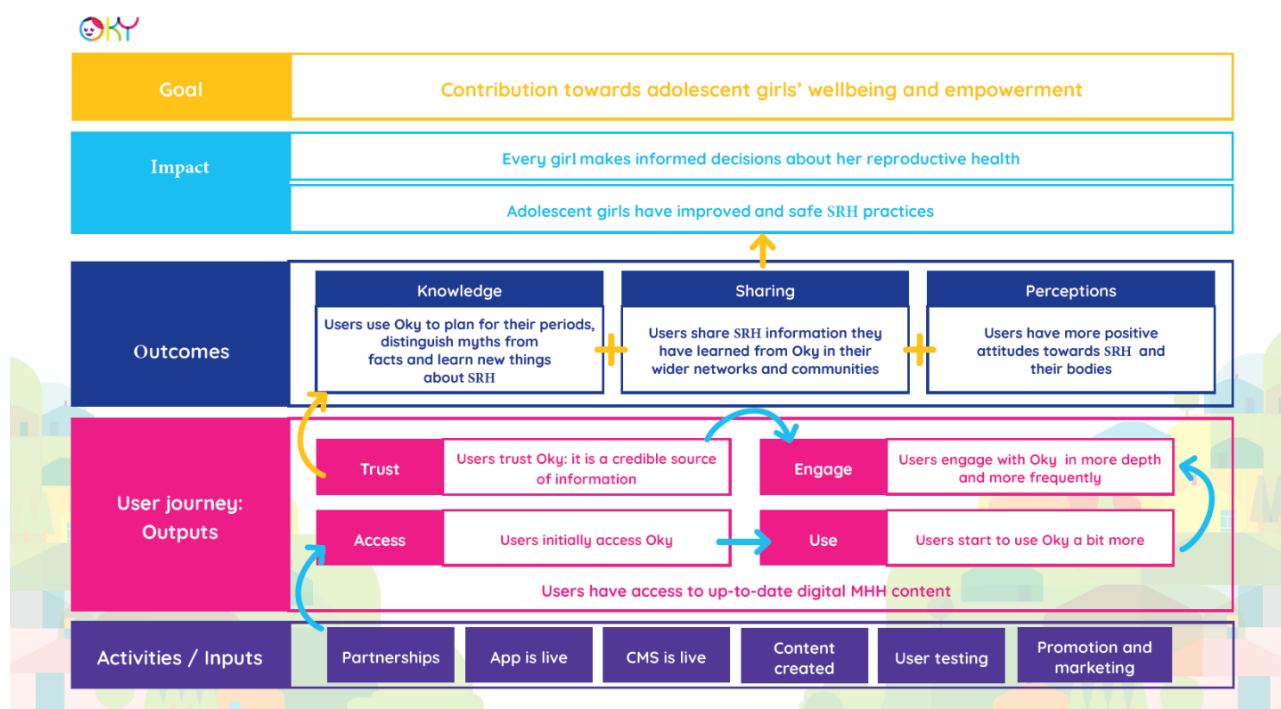 OKY
Goal
Contribution towards adolescent girls' wellbeing and empowerment
Impact
Every girl makes informed decisions about her reproductive health
Adolescent girls have improved and safe SRH practices
Outcomes
Knowledge
Users use Oky to plan for their periods,
distinguish myths from
facts and learn new things
about SRH
Sharing
Users share SRH information they
have learned from Oky in their
wider networks and communities
Perceptions
Users have more positive
attitudes towards SRH and
their bodies
User journey:
Outputs
Trust
Users trust Oky: it is a credible source
of information
Engage
Users engage with Oky in more depth
and more frequently
Access
Users initially access Oky
Use
Users start to use Oky a bit more
Users have access to up-to-date digital MHH content
Activities / Inputs
Partnerships
App is live
CMS is live
Content
created
User testing
Promotion and
marketing